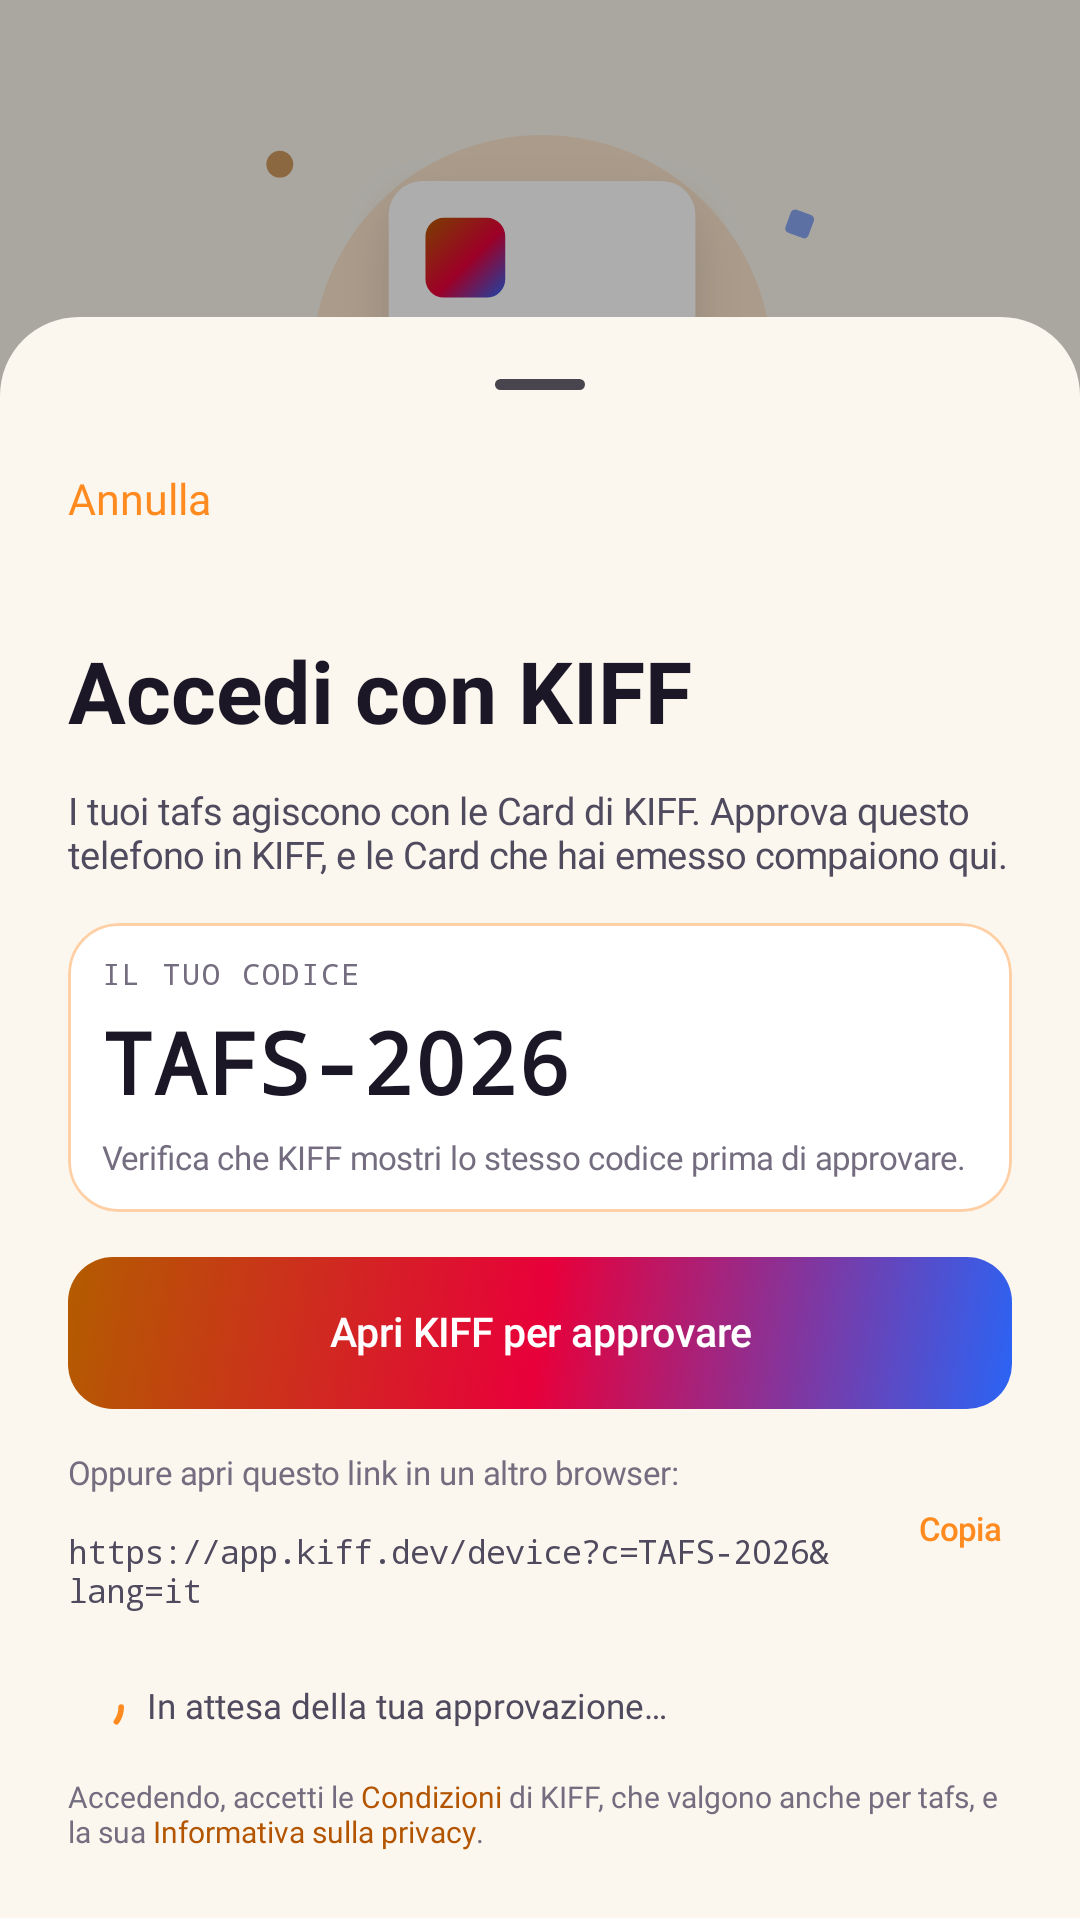 Annulla
Accedi con KIFF
I tuoi tafs agiscono con le Card di KIFF. Approva questo
telefono in KIFF, e le Card che hai emesso compaiono qui.
IL TUO CODICE
TAFS-2026
Verifica che KIFF mostri lo stesso codice prima di approvare.
Apri KIFF per approvare
Oppure apri questo link in un altro browser:
https://app.kiff.dev/device?c=TAFS-2026&
lang=it
Copia
In attesa della tua approvazione…
Accedendo, accetti le Condizioni di KIFF, che valgono anche per tafs, e
la sua Informativa sulla privacy.